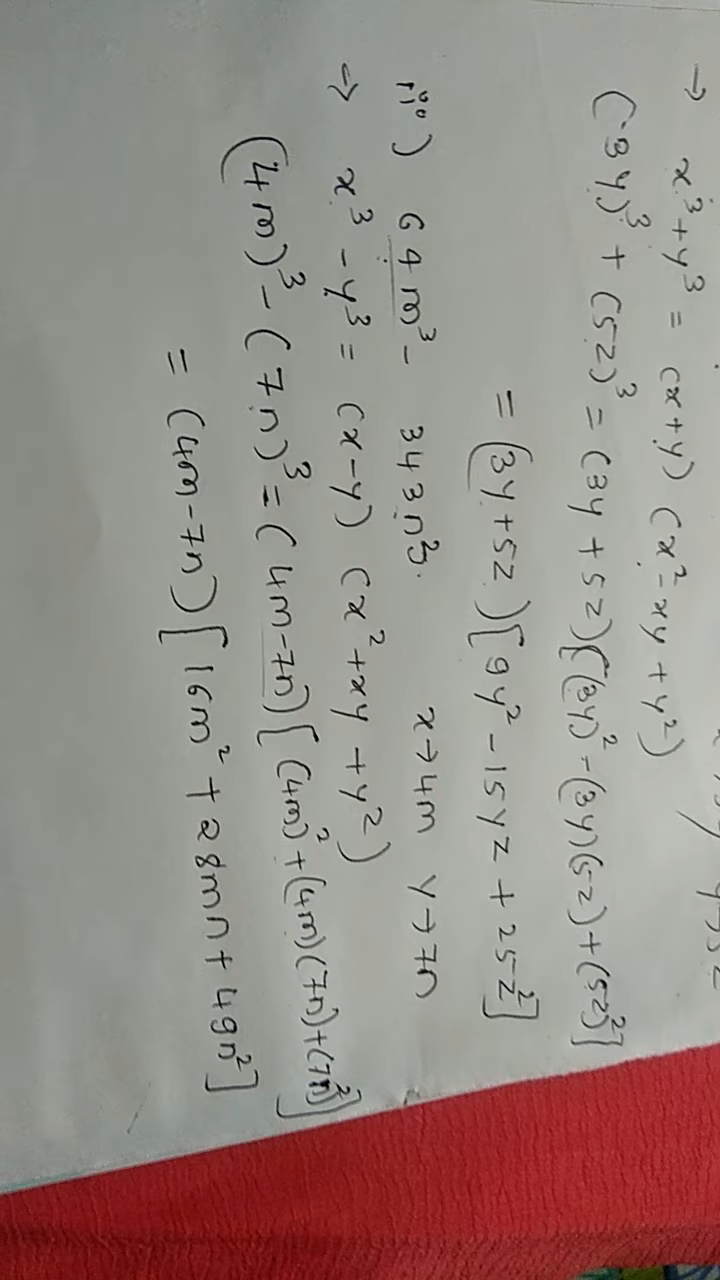 → x³+y³ = (x+y) (x²-xy+y²)
(3y)³ + (5z)³ = (3y+5z)[(3y)²-(3y)(5z)+(5z)²]
= (3y+5z)[9y²-15yz+25z²]
ii) 64m³ - 343n³. x→4m y→7n
→ x³-y³ = (x-y) (x²+xy+y²)
(4m)³-(7n)³ = (4m-7n)[(4m)²+(4m)(7n)+(7n)²]
= (4m-7n)[16m²+28mn+49n²]